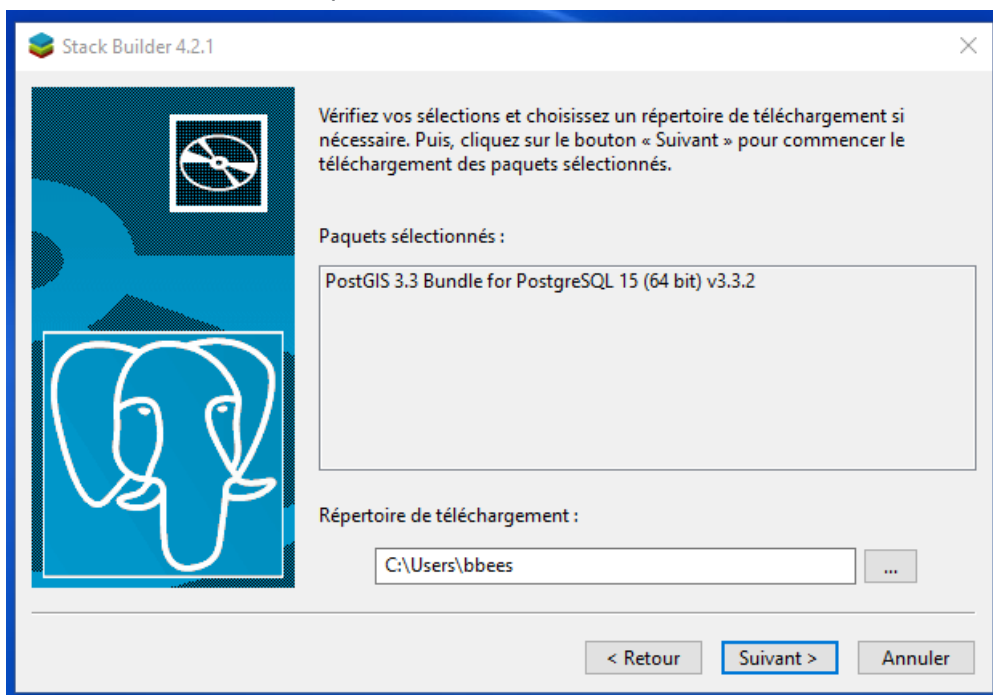 Stack Builder 4.2.1
Vérifiez vos sélections et choisissez un répertoire de téléchargement si
nécessaire. Puis, cliquez sur le bouton « Suivant » pour commencer le
téléchargement des paquets sélectionnés.
Paquets sélectionnés :
PostGIS 3.3 Bundle for PostgreSQL 15 (64 bit) v3.3.2
Répertoire de téléchargement :
C:\Users\bbees
...
< Retour
Suivant >
Annuler